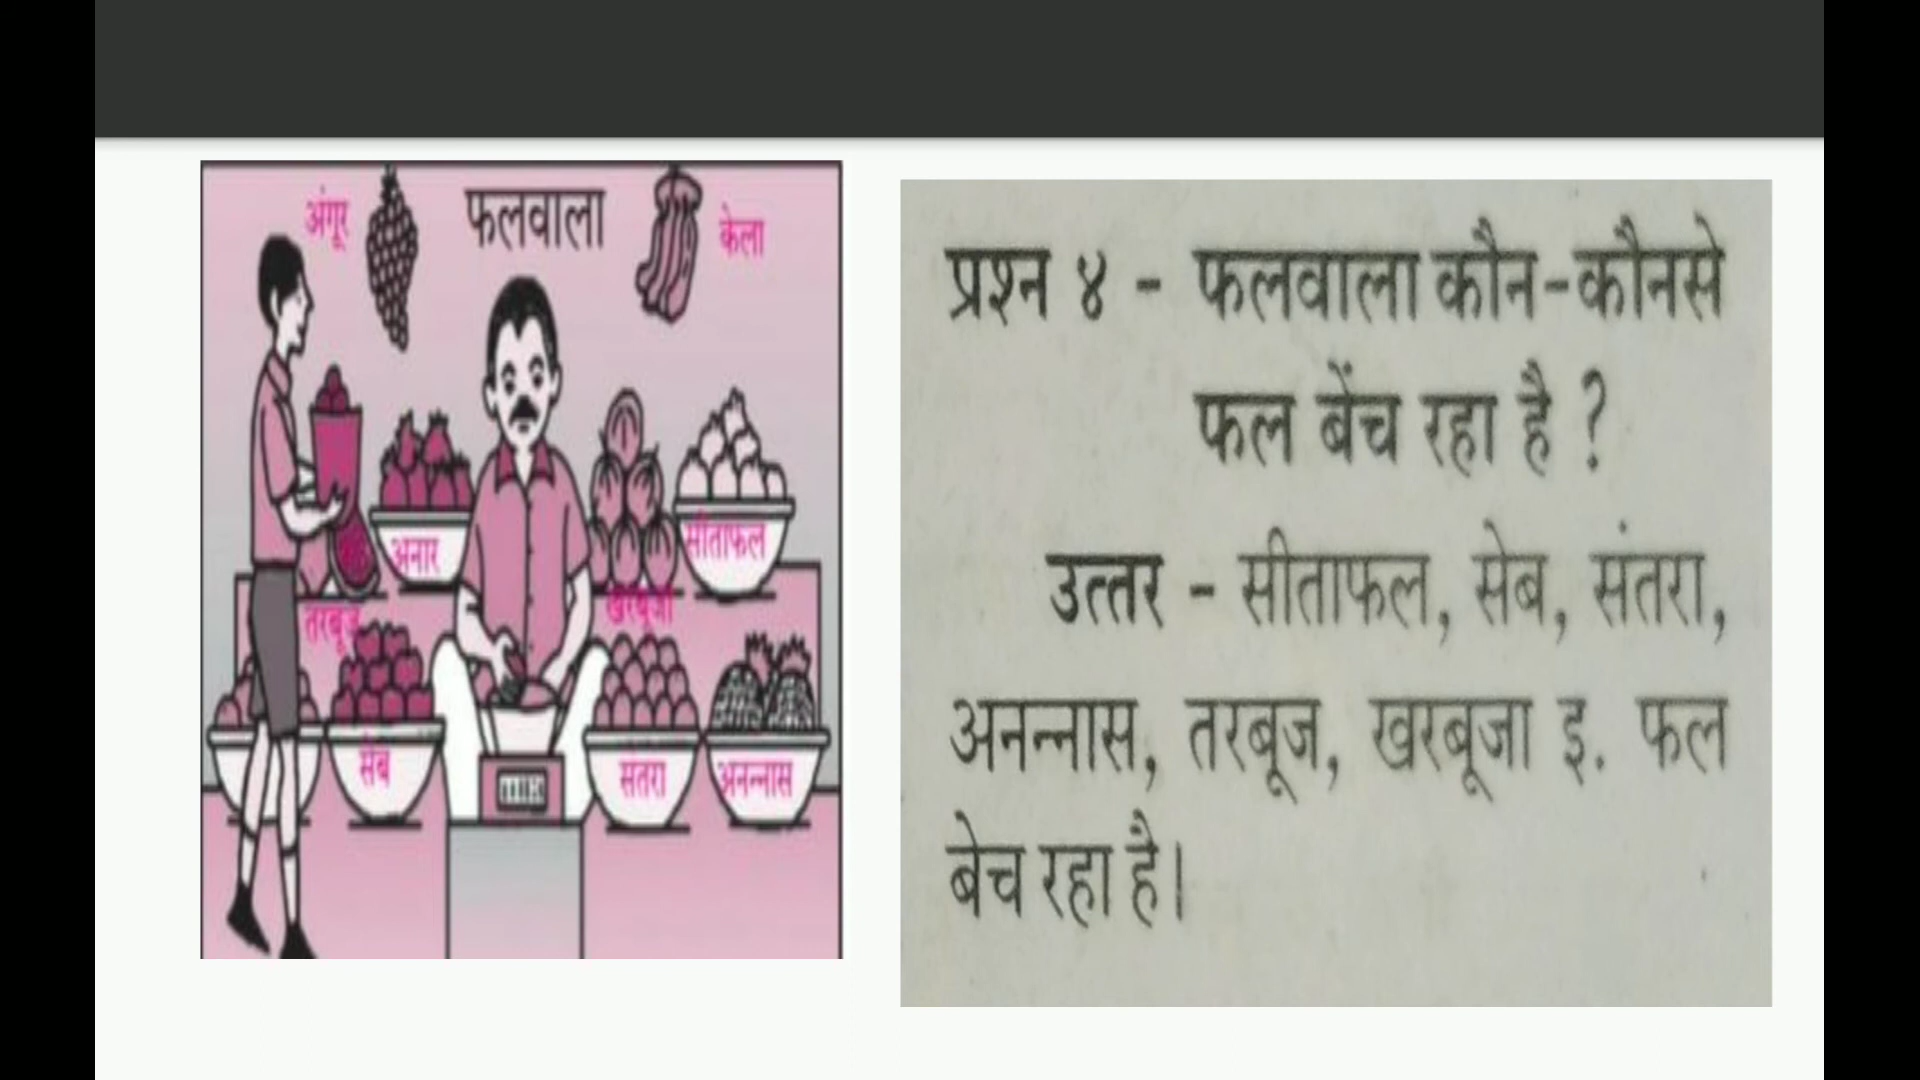 अंगूर
फलवाला
केला
अनार
सीताफल
तरबूज
खरबूजा
सेब
संतरा
अनन्नास
प्रश्न ४ - फलवाला कौन-कौनसे
फल बेंच रहा है ?
उत्तर - सीताफल, सेब, संतरा,
अनन्नास, तरबूज, खरबूजा इ. फल
बेच रहा है।